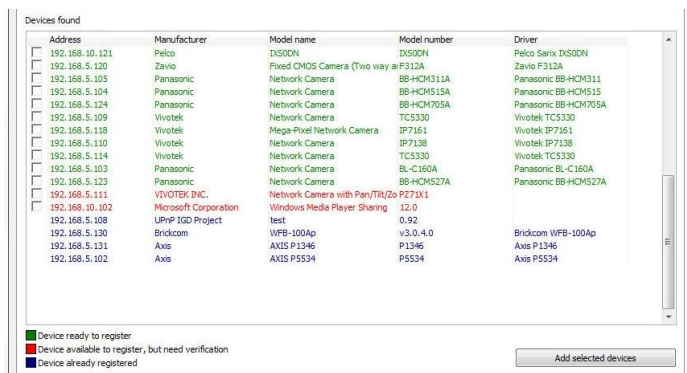 Devices found
Address Manufacturer Model name Model number Driver
192.168.10.121 Pelco IXS0DN IXS0DN Pelco Sarix IXS0DN
192.168.5.120 Zavio Fixed CMOS Camera (Two way au F312A Zavio F312A
192.168.5.105 Panasonic Network Camera BB-HCM311A Panasonic BB-HCM311
192.168.5.104 Panasonic Network Camera BB-HCM515A Panasonic BB-HCM515
192.168.5.124 Panasonic Network Camera BB-HCM705A Panasonic BB-HCM705A
192.168.5.109 Vivotek Network Camera TC5330 Vivotek TC5330
192.168.5.118 Vivotek Mega-Pixel Network Camera IP7161 Vivotek IP7161
192.168.5.110 Vivotek Network Camera IP7138 Vivotek IP7138
192.168.5.114 Vivotek Network Camera TC5330 Vivotek TC5330
192.168.5.103 Panasonic Network Camera BL-C160A Panasonic BL-C160A
192.168.5.123 Panasonic Network Camera BB-HCM527A Panasonic BB-HCM527A
192.168.5.111 VIVOTEK INC. Network Camera with Pan/Tilt/Zo PZ71X1
192.168.10.102 Microsoft Corporation Windows Media Player Sharing 12.0
192.168.5.108 UPnP IGD Project test 0.92
192.168.5.130 Brickcom WFB-100Ap v3.0.4.0 Brickcom WFB-100Ap
192.168.5.131 Axis AXIS P1346 P1346 Axis P1346
192.168.5.102 Axis AXIS P5534 P5534 Axis P5534
Device ready to register
Device available to register, but need verification
Device already registered
Add selected devices